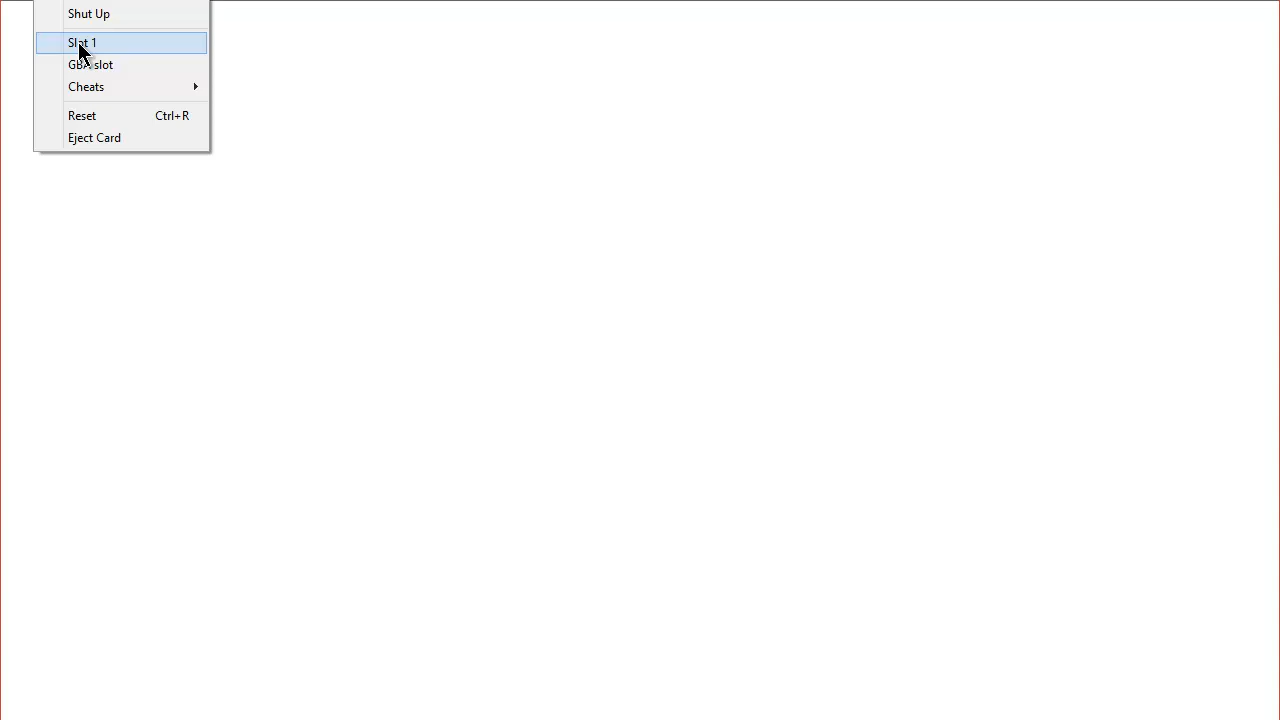 Shut Up
Slot 1
GBA slot
Cheats
Reset Ctrl+R
Eject Card